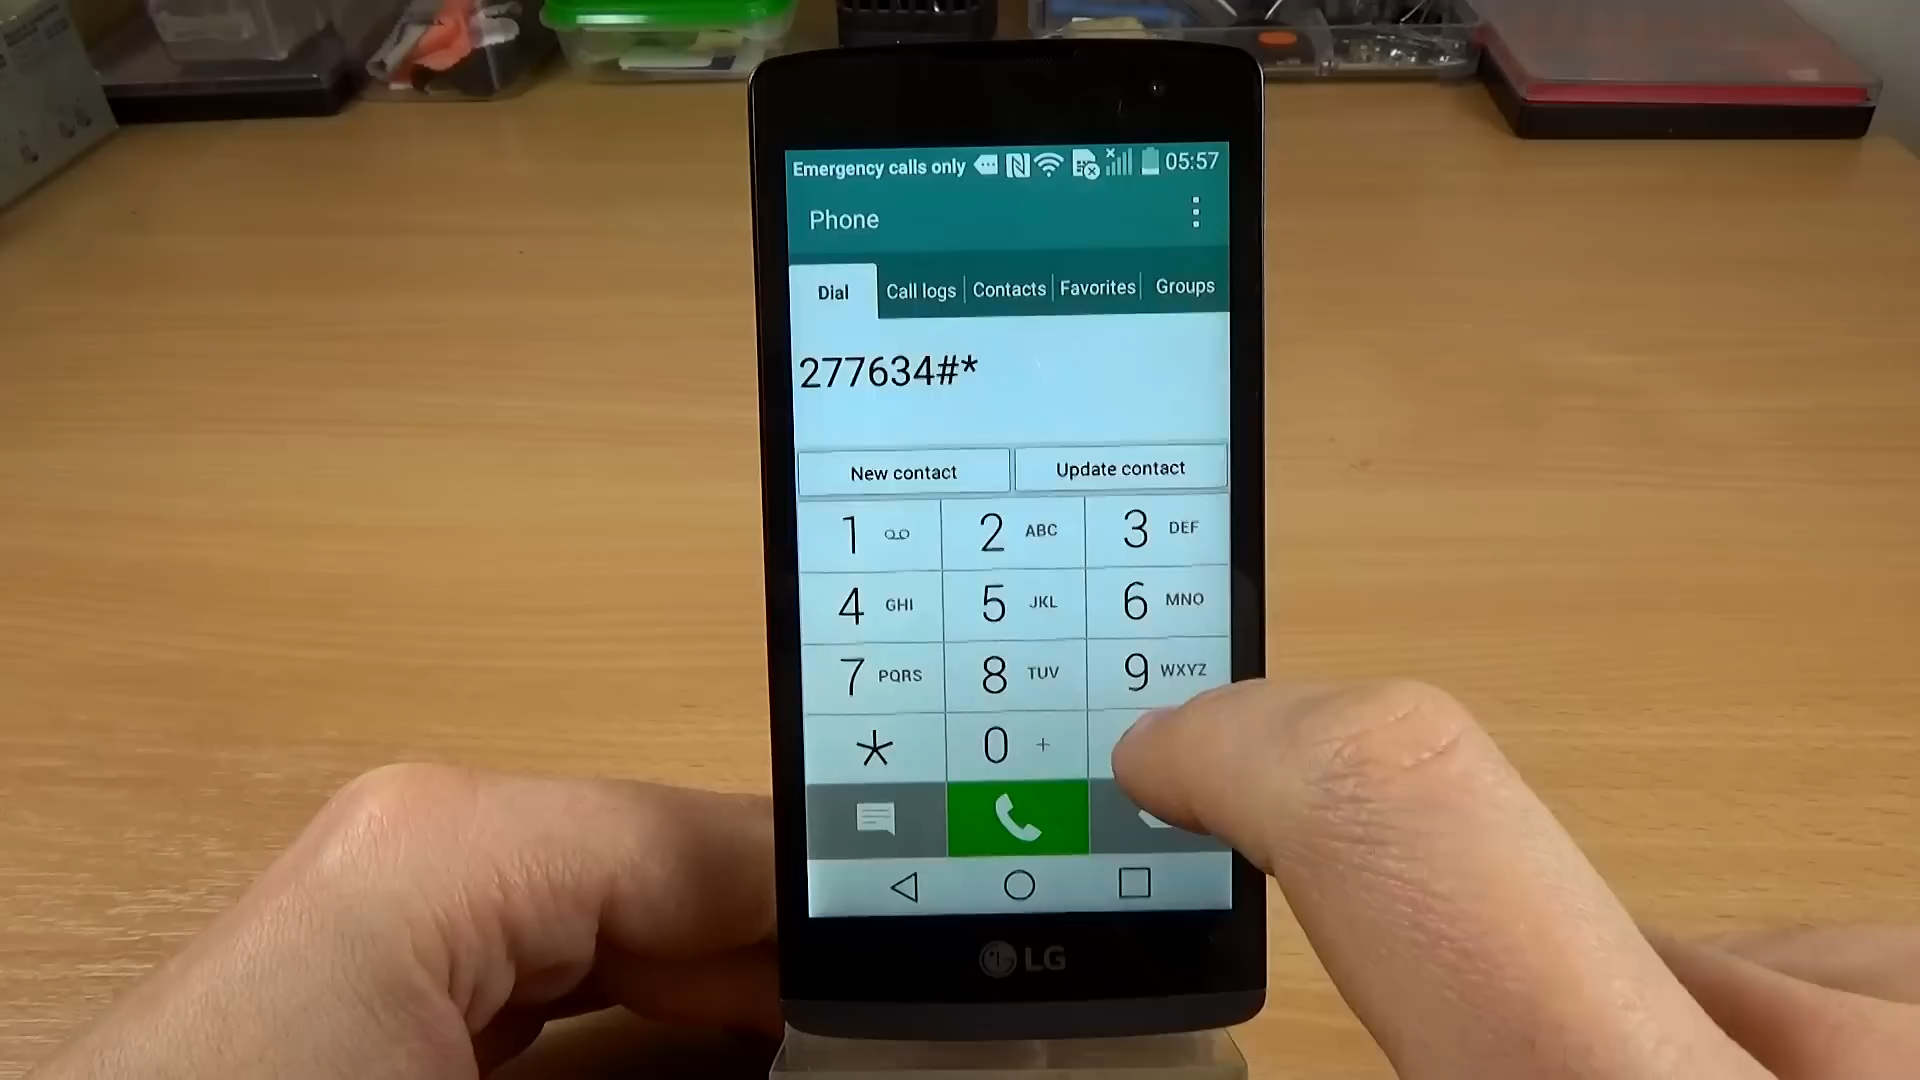 Emergency calls only 05:57
Phone
Dial Call logs Contacts Favorites Groups
277634#*
New contact Update contact
1 2 ABC 3 DEF
4 GHI 5 JKL 6 MNO
7 PQRS 8 TUV 9 WXYZ
* 0 +
LG